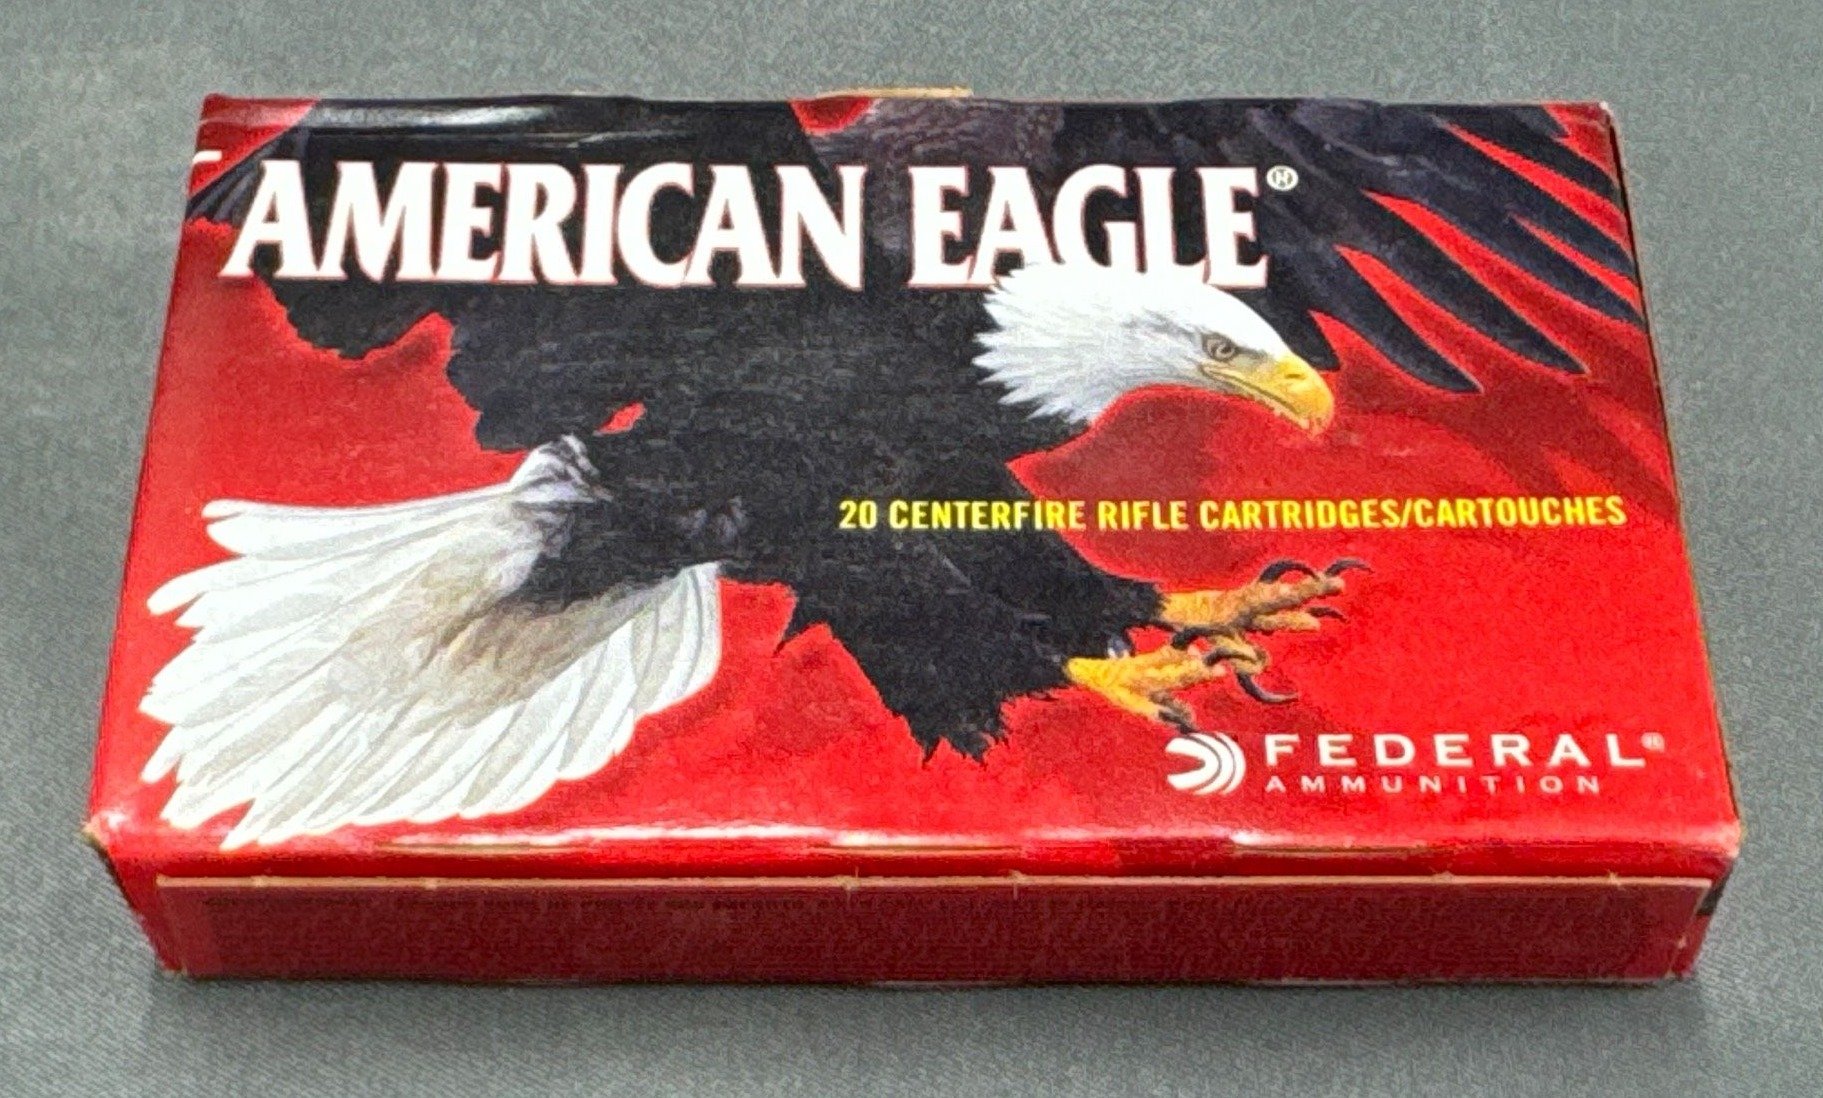 AMERICAN EAGLE®
20 CENTERFIRE RIFLE CARTRIDGES/CARTOUCHES
FEDERAL®
AMMUNITION